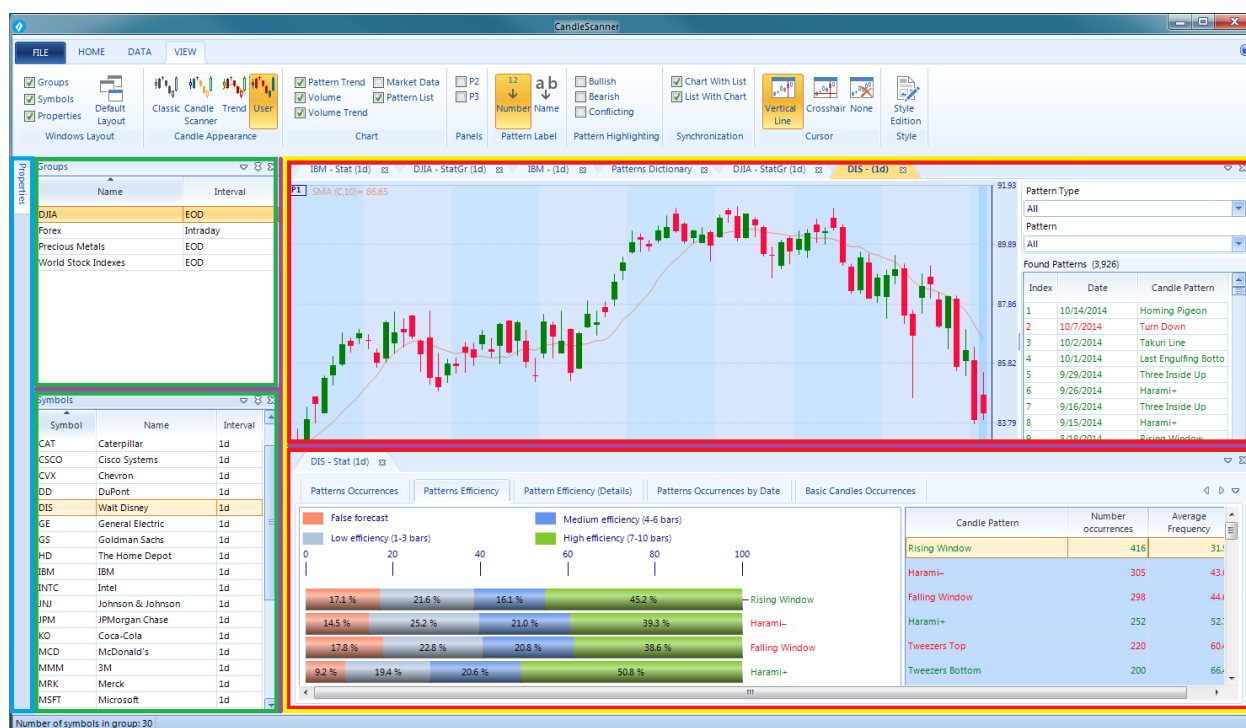 CandleScanner
FILE HOME DATA VIEW
Groups
Symbols
Properties
Default Layout
Windows Layout
Classic Candle Scanner Trend User
Candle Appearance
Pattern Trend Market Data
Volume Pattern List
Volume Trend
Chart
P2
P3
Panels
12
Number
a b
Name
Pattern Label
Bullish
Bearish
Conflicting
Pattern Highlighting
Chart With List
List With Chart
Synchronization
Vertical Line Crosshair None
Cursor
Style Edition
Style
Properties
Groups
Name Interval
DJIA EOD
Forex Intraday
Precious Metals EOD
World Stock Indexes EOD
Symbols
Symbol Name Interval
CAT Caterpillar 1d
CSCO Cisco Systems 1d
CVX Chevron 1d
DD DuPont 1d
DIS Walt Disney 1d
GE General Electric 1d
GS Goldman Sachs 1d
HD The Home Depot 1d
IBM IBM 1d
INTC Intel 1d
JNJ Johnson & Johnson 1d
JPM JPMorgan Chase 1d
KO Coca-Cola 1d
MCD McDonald's 1d
MMM 3M 1d
MRK Merck 1d
MSFT Microsoft 1d
IBM - Stat (1d) DJIA - StatGr (1d) IBM - (1d) Patterns Dictionary DJIA - StatGr (1d) DIS - (1d)
P1 SMA (C,10)= 86.65
91.93
89.89
87.86
85.82
83.79
Pattern Type
All
Pattern
All
Found Patterns (3,926)
Index Date Candle Pattern
1 10/14/2014 Homing Pigeon
2 10/7/2014 Turn Down
3 10/2/2014 Takuri Line
4 10/1/2014 Last Engulfing Botto
5 9/29/2014 Three Inside Up
6 9/26/2014 Harami+
7 9/16/2014 Three Inside Up
8 9/15/2014 Harami+
9 8/18/2014 Rising Window
DIS - Stat (1d)
Patterns Occurrences Patterns Efficiency Pattern Efficiency (Details) Patterns Occurrences by Date Basic Candles Occurrences
False forecast Medium efficiency (4-6 bars)
Low efficiency (1-3 bars) High efficiency (7-10 bars)
0 20 40 60 80 100
17.1 % 21.6 % 16.1 % 45.2 % Rising Window
14.5 % 25.2 % 21.0 % 39.3 % Harami–
17.8 % 22.8 % 20.8 % 38.6 % Falling Window
9.2 % 19.4 % 20.6 % 50.8 % Harami+
Candle Pattern Number occurrences Average Frequency
Rising Window 416 31.
Harami– 305 43.
Falling Window 298 44.
Harami+ 252 52.
Tweezers Top 220 60.
Tweezers Bottom 200 66.
Number of symbols in group: 30